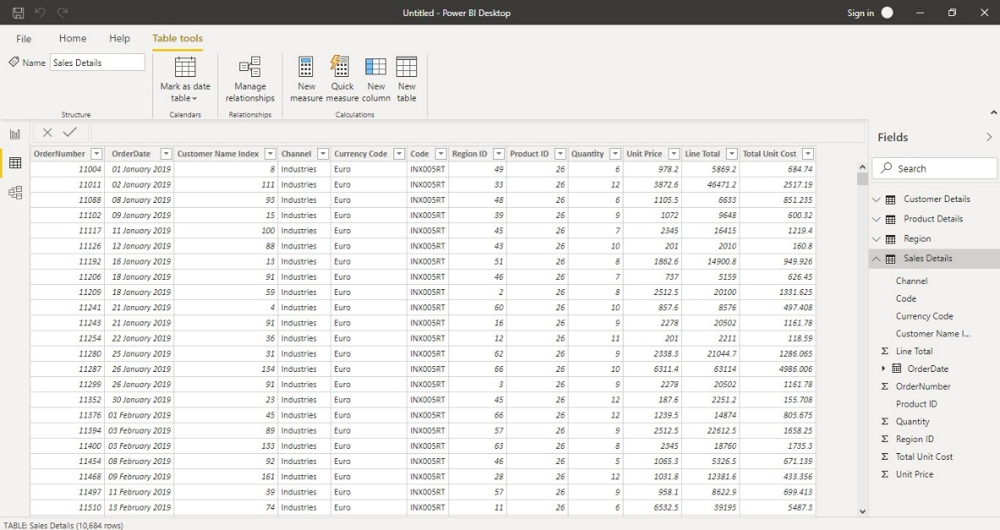 Untitled - Power BI Desktop
Sign in
File Home Help Table tools
Name Sales Details
Mark as date table
Manage relationships
New measure
Quick measure
New column
New table
Structure Calendars Relationships Calculations
OrderNumber OrderDate Customer Name Index Channel Currency Code Code Region ID Product ID Quantity Unit Price Line Total Total Unit Cost
11004 01 January 2019 8 Industries Euro INX005RT 49 26 6 978.2 5869.2 684.74
11011 02 January 2019 111 Industries Euro INX005RT 33 26 12 3872.6 46471.2 2517.19
11088 08 January 2019 93 Industries Euro INX005RT 48 26 6 1105.5 6633 851.235
11102 09 January 2019 15 Industries Euro INX005RT 39 26 9 1072 9648 600.32
11117 11 January 2019 100 Industries Euro INX005RT 45 26 7 2345 16415 1219.4
11126 12 January 2019 88 Industries Euro INX005RT 43 26 10 201 2010 160.8
11192 16 January 2019 13 Industries Euro INX005RT 51 26 8 1862.6 14900.8 949.926
11206 18 January 2019 91 Industries Euro INX005RT 46 26 7 737 5159 626.45
11209 18 January 2019 59 Industries Euro INX005RT 2 26 8 2512.5 20100 1331.625
11241 21 January 2019 4 Industries Euro INX005RT 60 26 10 857.6 8576 497.408
11243 21 January 2019 91 Industries Euro INX005RT 16 26 9 2278 20502 1161.78
11254 22 January 2019 36 Industries Euro INX005RT 12 26 11 201 2211 118.59
11280 25 January 2019 31 Industries Euro INX005RT 62 26 9 2338.3 21044.7 1286.065
11287 26 January 2019 134 Industries Euro INX005RT 66 26 10 6311.4 63114 4986.006
11299 26 January 2019 91 Industries Euro INX005RT 3 26 9 2278 20502 1161.78
11352 30 January 2019 23 Industries Euro INX005RT 45 26 12 187.6 2251.2 155.708
11376 01 February 2019 45 Industries Euro INX005RT 66 26 12 1239.5 14874 805.675
11394 03 February 2019 89 Industries Euro INX005RT 57 26 9 2512.5 22612.5 1658.25
11400 03 February 2019 133 Industries Euro INX005RT 63 26 8 2345 18760 1735.3
11454 08 February 2019 92 Industries Euro INX005RT 46 26 5 1065.3 5326.5 671.139
11468 09 February 2019 161 Industries Euro INX005RT 28 26 12 1031.8 12381.6 433.356
11497 11 February 2019 39 Industries Euro INX005RT 57 26 9 958.1 8622.9 699.413
11510 13 February 2019 74 Industries Euro INX005RT 11 26 6 6532.5 39195 5487.3
Fields
Search
Customer Details
Product Details
Region
Sales Details
Channel
Code
Currency Code
Customer Name I...
Σ Line Total
OrderDate
Σ OrderNumber
Product ID
Σ Quantity
Σ Region ID
Σ Total Unit Cost
Σ Unit Price
TABLE: Sales Details (10,684 rows)